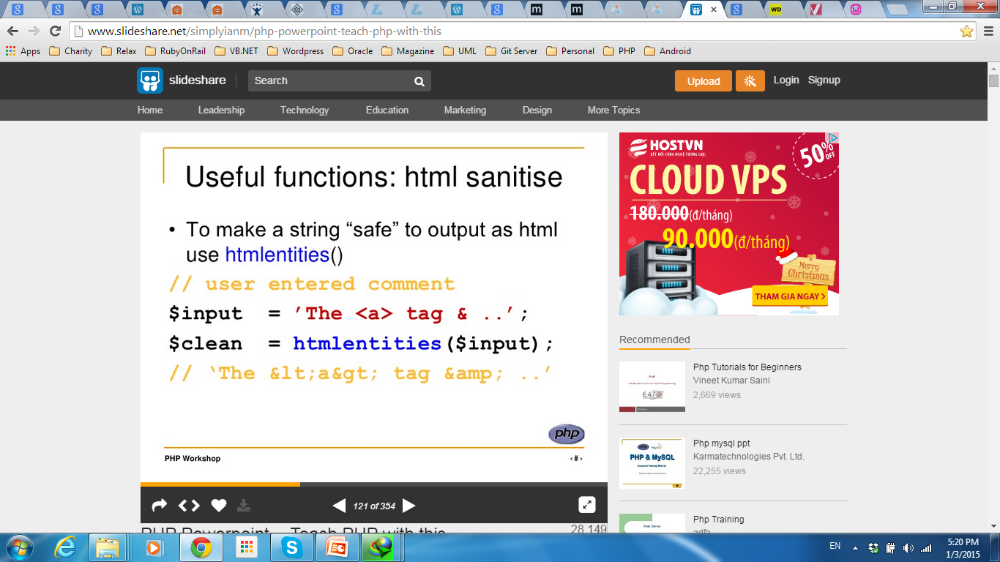 www.slideshare.net/simplyianm/php-powerpoint-teach-php-with-this
Apps Charity Relax RubyOnRail VB.NET Wordpress Oracle Magazine UML Git Server Personal PHP Android
slideshare Search Upload Login Signup
Home Leadership Technology Education Marketing Design More Topics
Useful functions: html sanitise
• To make a string “safe” to output as html
use htmlentities()
// user entered comment
$input = ’The <a> tag & ..’;
$clean = htmlentities($input);
// ‘The &lt;a&gt; tag &amp; ..’
php
PHP Workshop ‹#›
121 of 354
PHP Powerpoint - Teach PHP with this
28,149
HOSTVN
KẾT NỐI CÔNG NGHỆ TƯƠNG LAI
50% OFF
CLOUD VPS
180.000(đ/tháng)
90.000(đ/tháng)
Merry
Christmas
THAM GIA NGAY >
Recommended
Php Tutorials for Beginners
Vineet Kumar Saini
2,669 views
PHP
Php mysql ppt
Karmatechnologies Pvt. Ltd.
22,255 views
PHP & MySQL
Php Training
adfa
Web Server
EN
5:20 PM
1/3/2015